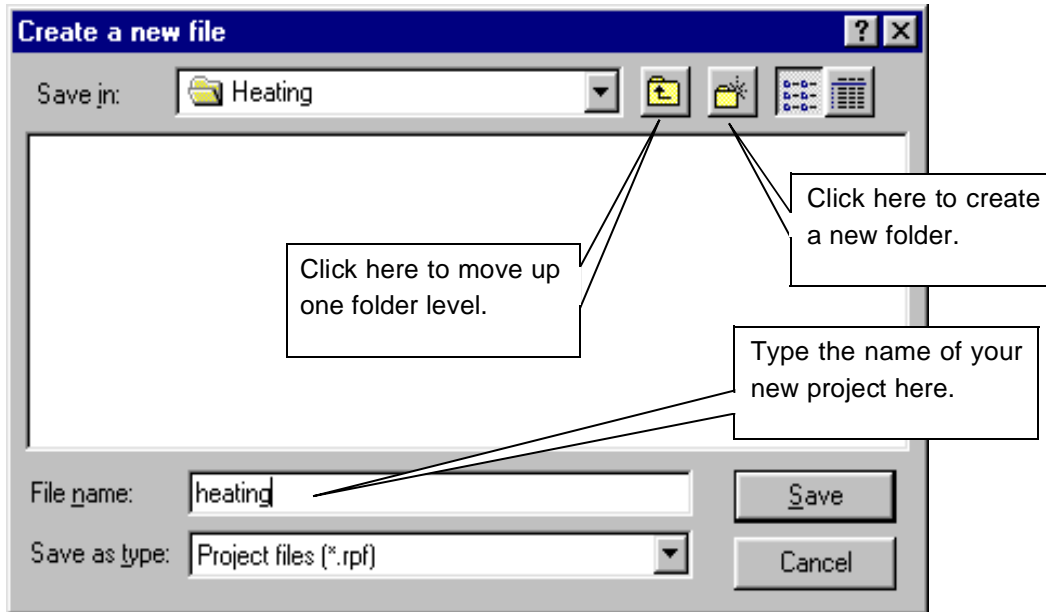 Create a new file
Save in:
Heating
Click here to create
a new folder.
Click here to move up
one folder level.
Type the name of your
new project here.
File name:
heating
Save
Save as type:
Project files (*.rpf)
Cancel